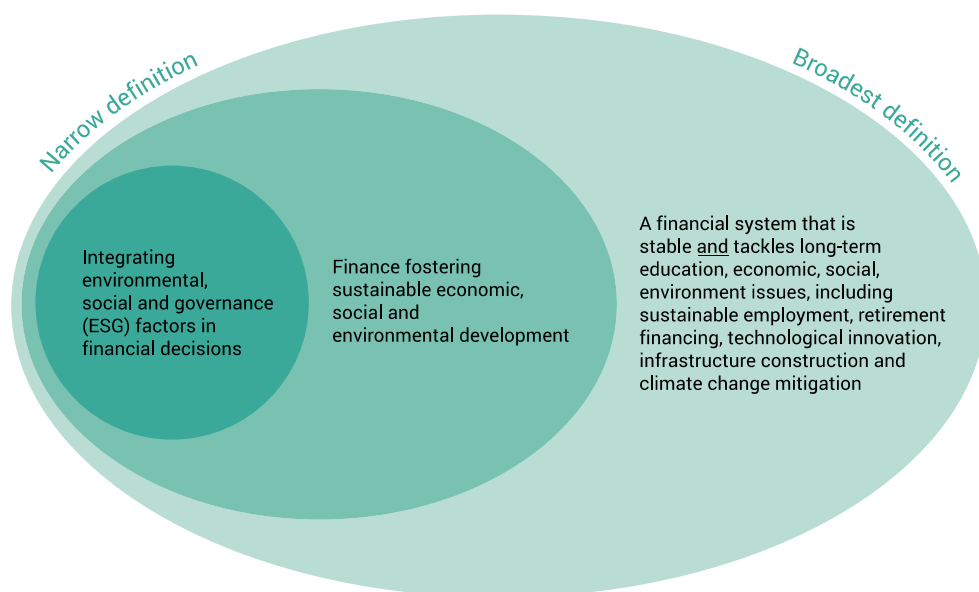 Narrow definition
Broadest definition
Integrating
environmental,
social and governance
(ESG) factors in
financial decisions
Finance fostering
sustainable economic,
social and
environmental development
A financial system that is
stable and tackles long-term
education, economic, social,
environment issues, including
sustainable employment, retirement
financing, technological innovation,
infrastructure construction and
climate change mitigation